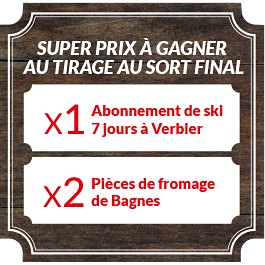 SUPER PRIX À GAGNER
AU TIRAGE AU SORT FINAL
x1 Abonnement de ski
7 jours à Verbier
x2 Pièces de fromage
de Bagnes